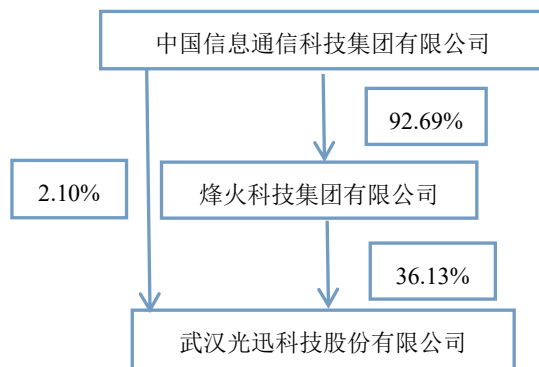 中国信息通信科技集团有限公司
92.69%
2.10%
烽火科技集团有限公司
36.13%
武汉光迅科技股份有限公司